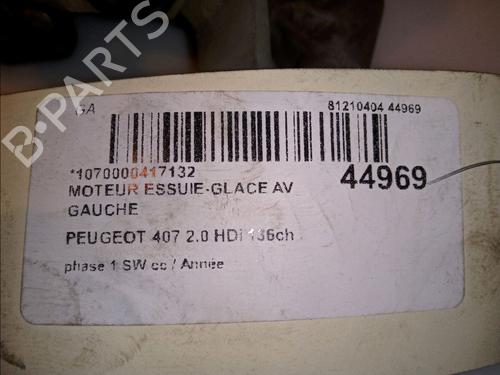 B-PARTS
GA
81210404 44969
*1070000417132
44969
MOTEUR ESSUIE-GLACE AV
GAUCHE
PEUGEOT 407 2.0 HDi 136ch
phase 1 SW cc / Année